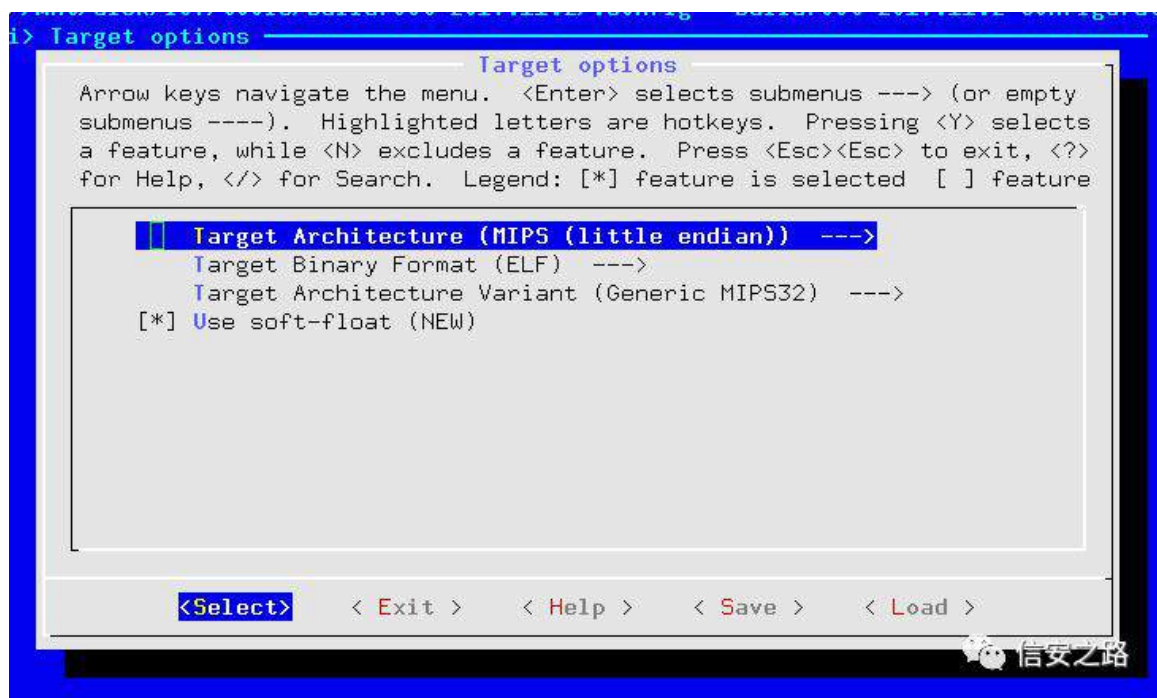 i> Target options
Target options
Arrow keys navigate the menu. <Enter> selects submenus ---> (or empty
submenus ----). Highlighted letters are hotkeys. Pressing <Y> selects
a feature, while <N> excludes a feature. Press <Esc><Esc> to exit, <?>
for Help, </> for Search. Legend: [*] feature is selected [ ] feature
Target Architecture (MIPS (little endian)) --->
Target Binary Format (ELF) --->
Target Architecture Variant (Generic MIPS32) --->
[*] Use soft-float (NEW)
<Select> < Exit > < Help > < Save > < Load >
信安之路